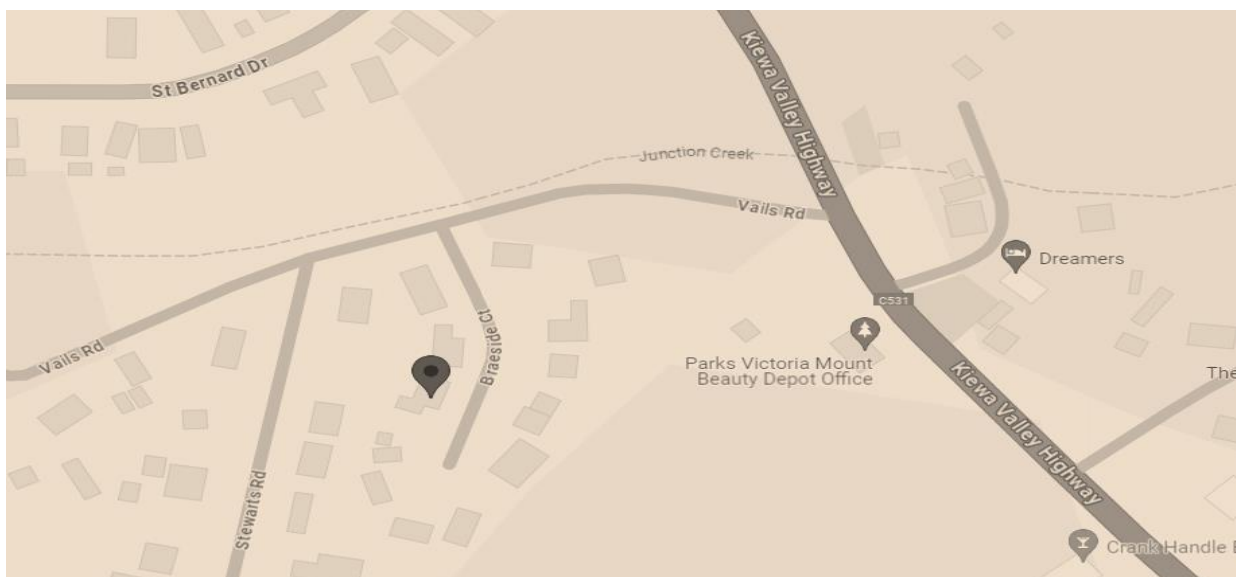 St Bernard Dr
Kiewa Valley Highway
Junction Creek
Vails Rd
Dreamers
C531
Braeside Ct
Vails Rd
Parks Victoria Mount
Beauty Depot Office
The
Kiewa Valley Highway
Stewarts Rd
Crank Handle